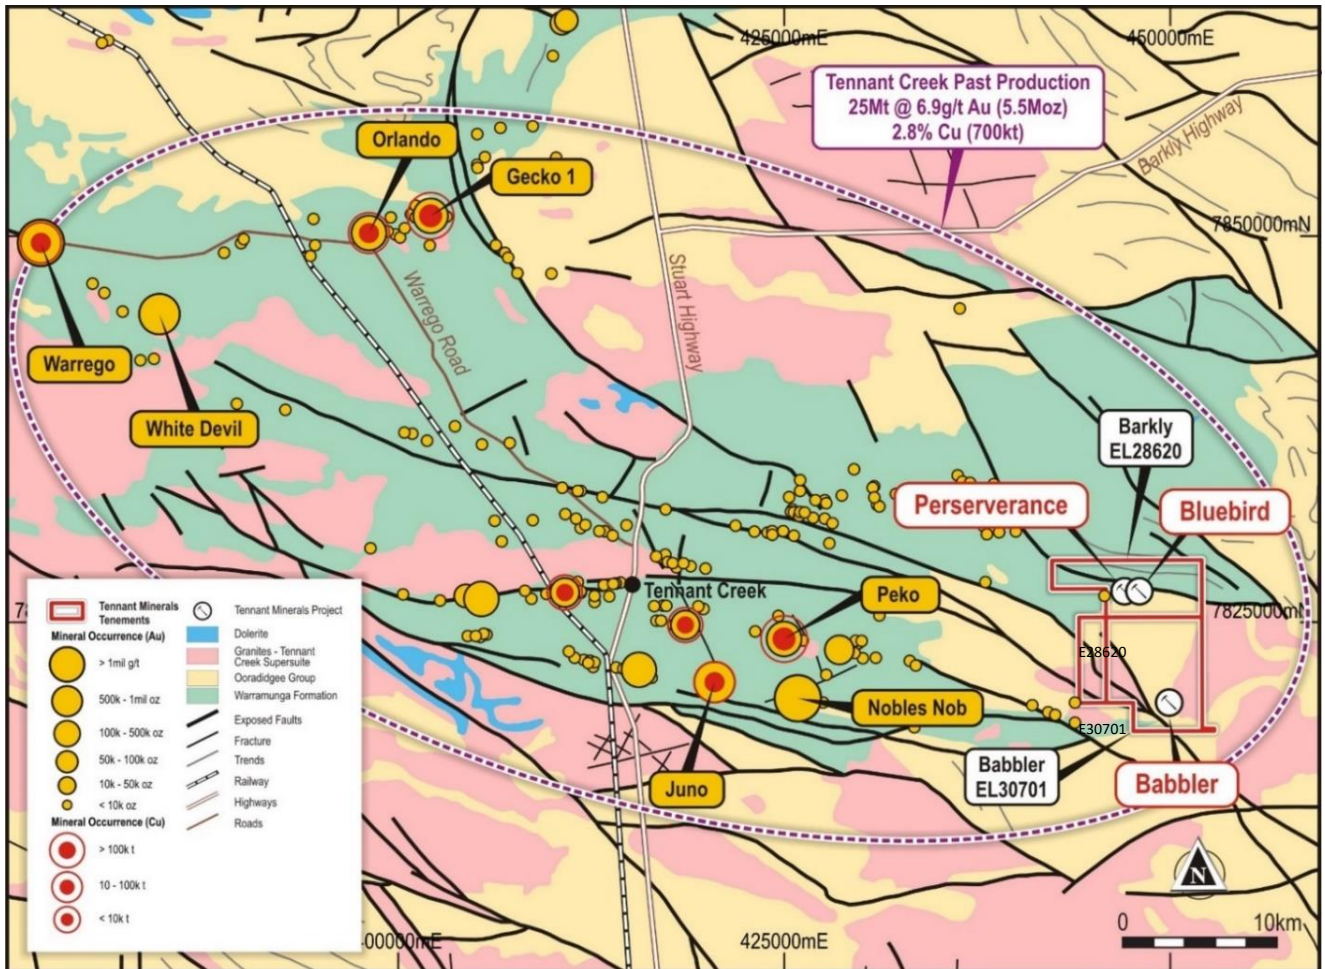 425000mE
450000mE
Tennant Creek Past Production
25Mt @ 6.9g/t Au (5.5Moz)
2.8% Cu (700kt)
Barkly Highway
Orlando
Gecko 1
7850000mN
Warrego Road
Stuart Highway
Warrego
White Devil
Barkly
EL28620
Perserverance
Bluebird
Tennant Creek
Peko
7825000m
E28620
Nobles Nob
E30701
Babbler
EL30701
Babbler
Juno
Tennant Minerals
Tenements
Mineral Occurrence (Au)
> 1mil g/t
500k - 1mil oz
100k - 500k oz
50k - 100k oz
10k - 50k oz
< 10k oz
Mineral Occurrence (Cu)
> 100k t
10 - 100k t
< 10k t
Tennant Minerals Project
Dolerite
Granites - Tennant
Creek Supersuite
Ooradidgee Group
Warramunga Formation
Exposed Faults
Fracture
Trends
Railway
Highways
Roads
N
0 10km
00000mE
425000mE